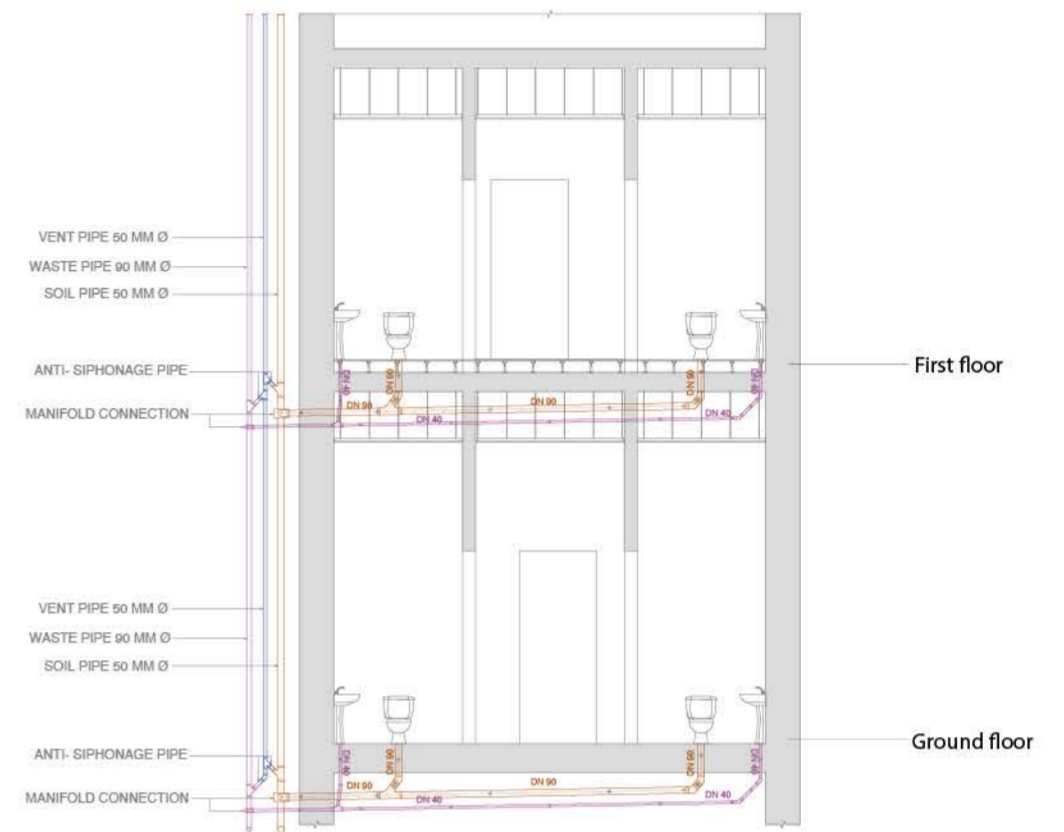 VENT PIPE 50 MM Ø
WASTE PIPE 90 MM Ø
SOIL PIPE 50 MM Ø
ANTI- SIPHONAGE PIPE
First floor
DN 40
DN 90
DN 90
DN 40
MANIFOLD CONNECTION
DN 90
DN 90
DN 40
DN 40
VENT PIPE 50 MM Ø
WASTE PIPE 90 MM Ø
SOIL PIPE 50 MM Ø
Ground floor
ANTI- SIPHONAGE PIPE
DN 40
DN 90
DN 90
DN 40
MANIFOLD CONNECTION
DN 90
DN 90
DN 40
DN 40